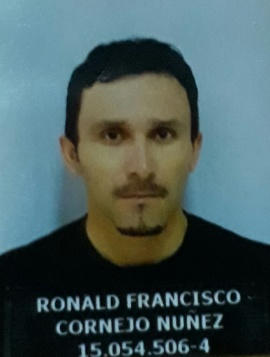 RONALD FRANCISCO
CORNEJO NUÑEZ
15.054.506-4